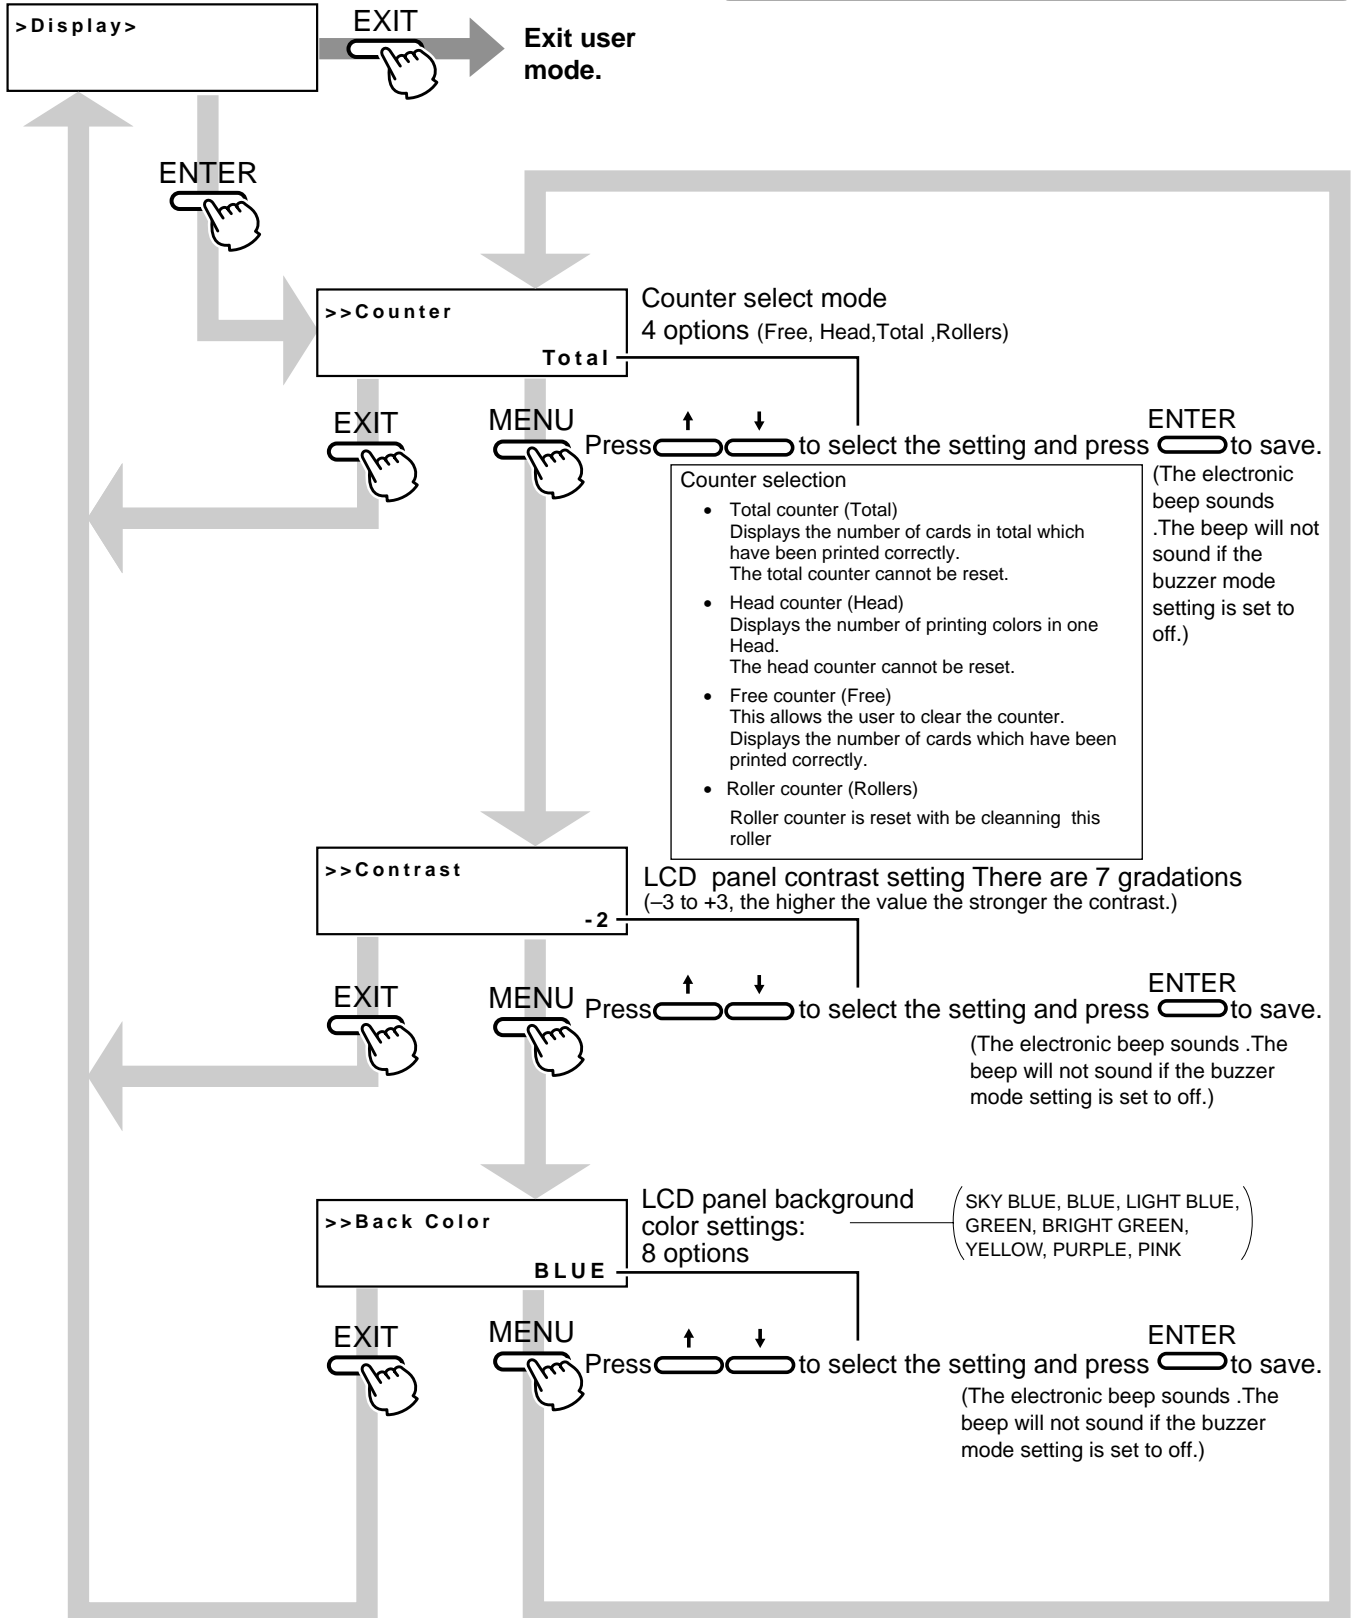 >Display>
EXIT
Exit user
mode.
ENTER
>>Counter
Total
Counter select mode
4 options (Free, Head,Total ,Rollers)
EXIT
MENU
Press ↑ ↓ to select the setting and press ENTER to save.
(The electronic
beep sounds
.The beep will not
sound if the
buzzer mode
setting is set to
off.)
Counter selection
• Total counter (Total)
Displays the number of cards in total which
have been printed correctly.
The total counter cannot be reset.
• Head counter (Head)
Displays the number of printing colors in one
Head.
The head counter cannot be reset.
• Free counter (Free)
This allows the user to clear the counter.
Displays the number of cards which have been
printed correctly.
• Roller counter (Rollers)
Roller counter is reset with be cleanning this
roller
>>Contrast
-2
LCD panel contrast setting There are 7 gradations
(–3 to +3, the higher the value the stronger the contrast.)
EXIT
MENU
Press ↑ ↓ to select the setting and press ENTER to save.
(The electronic beep sounds .The
beep will not sound if the buzzer
mode setting is set to off.)
>>Back Color
BLUE
LCD panel background
color settings:
8 options
SKY BLUE, BLUE, LIGHT BLUE,
GREEN, BRIGHT GREEN,
YELLOW, PURPLE, PINK
EXIT
MENU
Press ↑ ↓ to select the setting and press ENTER to save.
(The electronic beep sounds .The
beep will not sound if the buzzer
mode setting is set to off.)